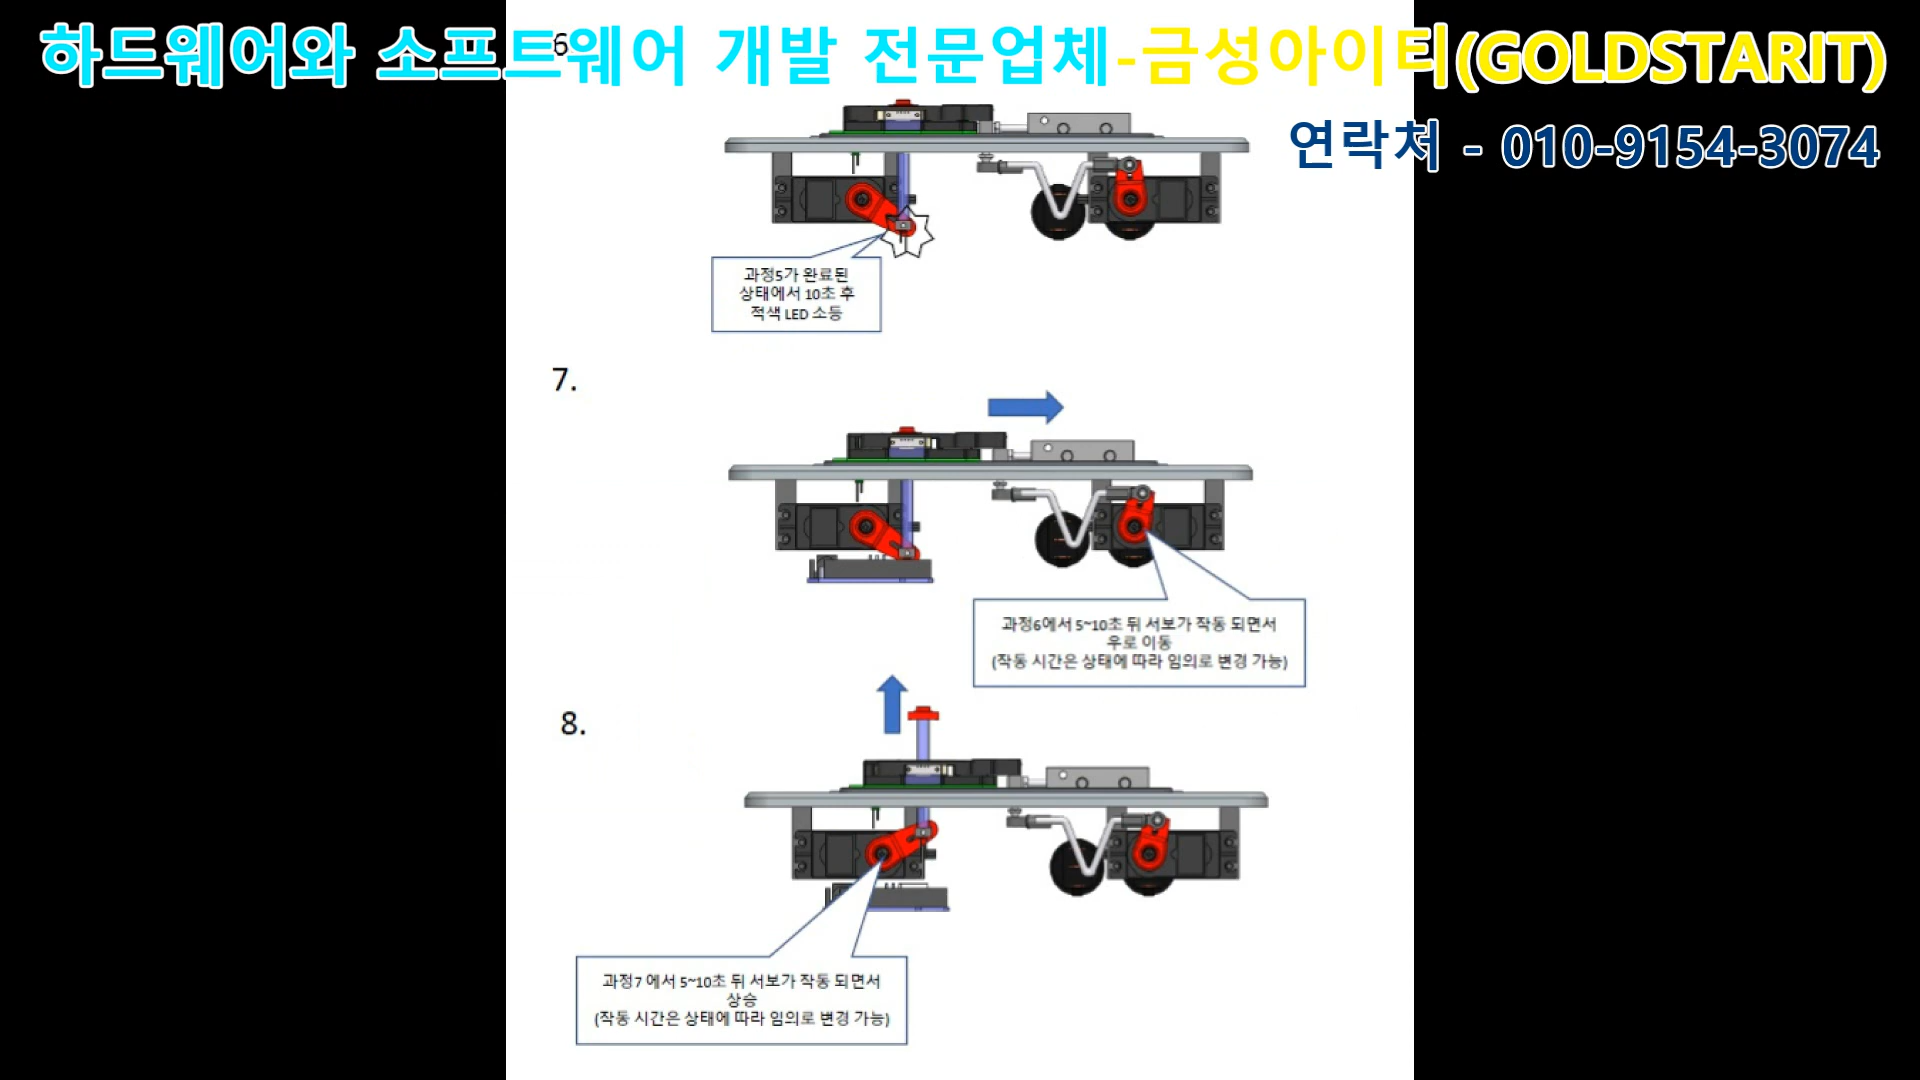 하드웨어와 소프트웨어 개발 전문업체-금성아이티(GOLDSTARIT)
연락처 - 010-9154-3074
6
과정5가 완료된
상태에서 10초 후
적색 LED 소등
7.
과정6에서 5~10초 뒤 서보가 작동 되면서
우로 이동
(작동 시간은 상태에 따라 임의로 변경 가능)
8.
과정7 에서 5~10초 뒤 서보가 작동 되면서
상승
(작동 시간은 상태에 따라 임의로 변경 가능)